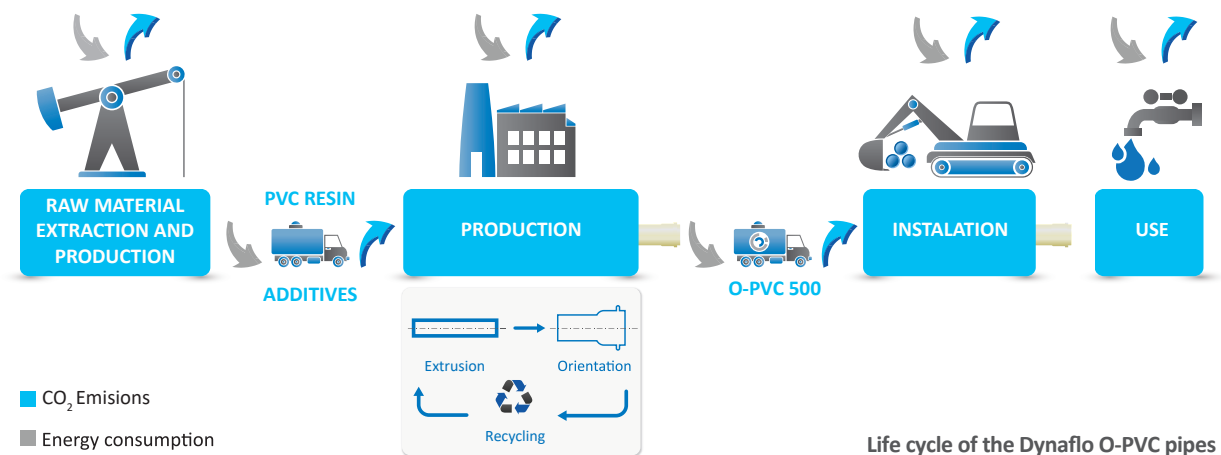 RAW MATERIAL
EXTRACTION AND
PRODUCTION
PVC RESIN
ADDITIVES
PRODUCTION
O-PVC 500
INSTALATION
USE
Extrusion
Orientation
Recycling
CO₂ Emisions
Energy consumption
Life cycle of the Dynaflo O-PVC pipes